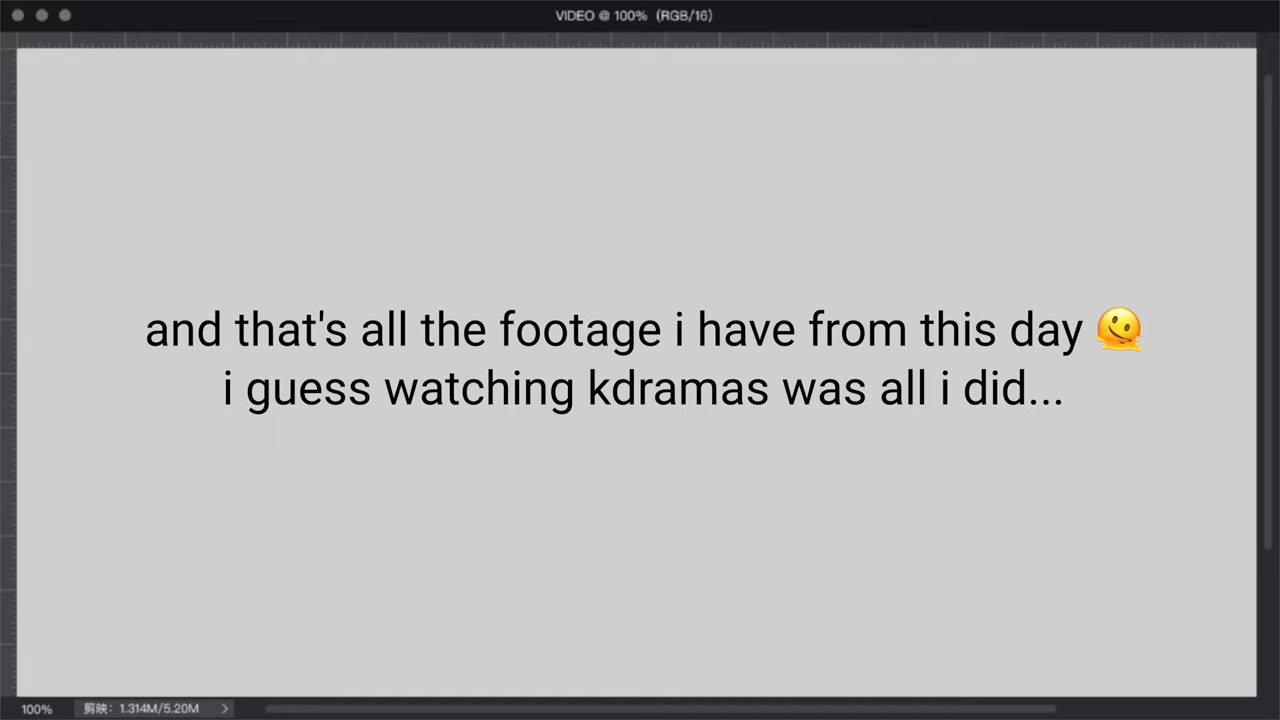 VIDEO @ 100% (RGB/16)
and that's all the footage i have from this day 🫠
i guess watching kdramas was all i did...
100%
剪映: 1.314M/5.20M